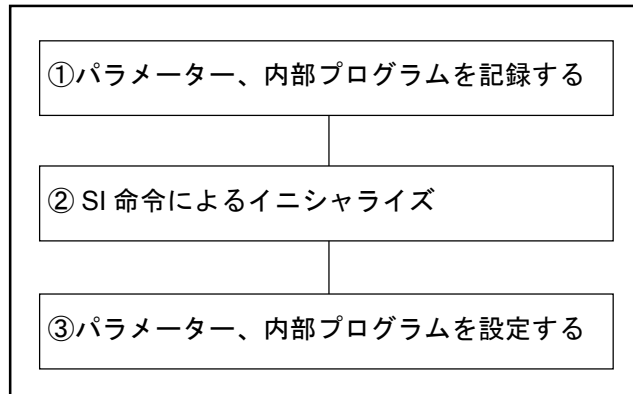 ①パラメーター、内部プログラムを記録する
② SI 命令によるイニシャライズ
③パラメーター、内部プログラムを設定する